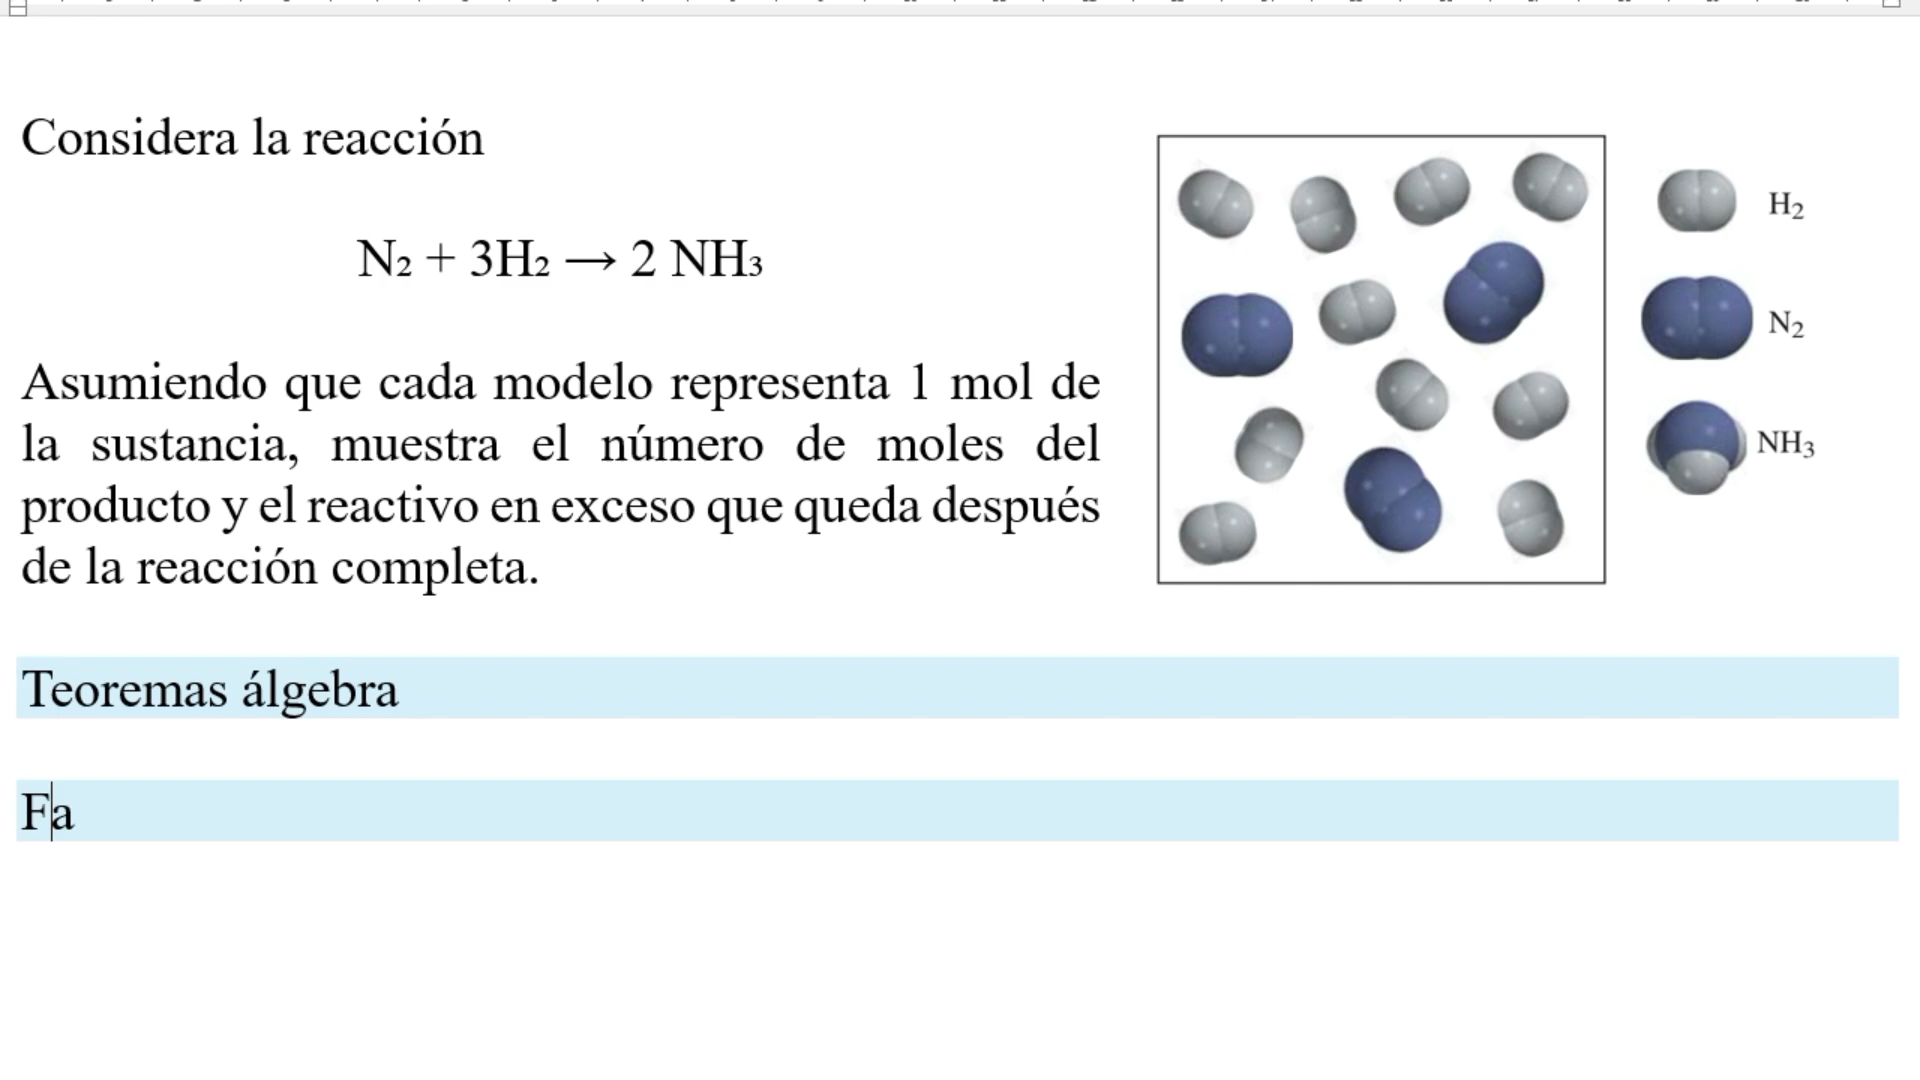 Considera la reacción
N₂ + 3H₂ → 2 NH₃
Asumiendo que cada modelo representa 1 mol de
la sustancia, muestra el número de moles del
producto y el reactivo en exceso que queda después
de la reacción completa.
H₂
N₂
NH₃
Teoremas álgebra
Fa